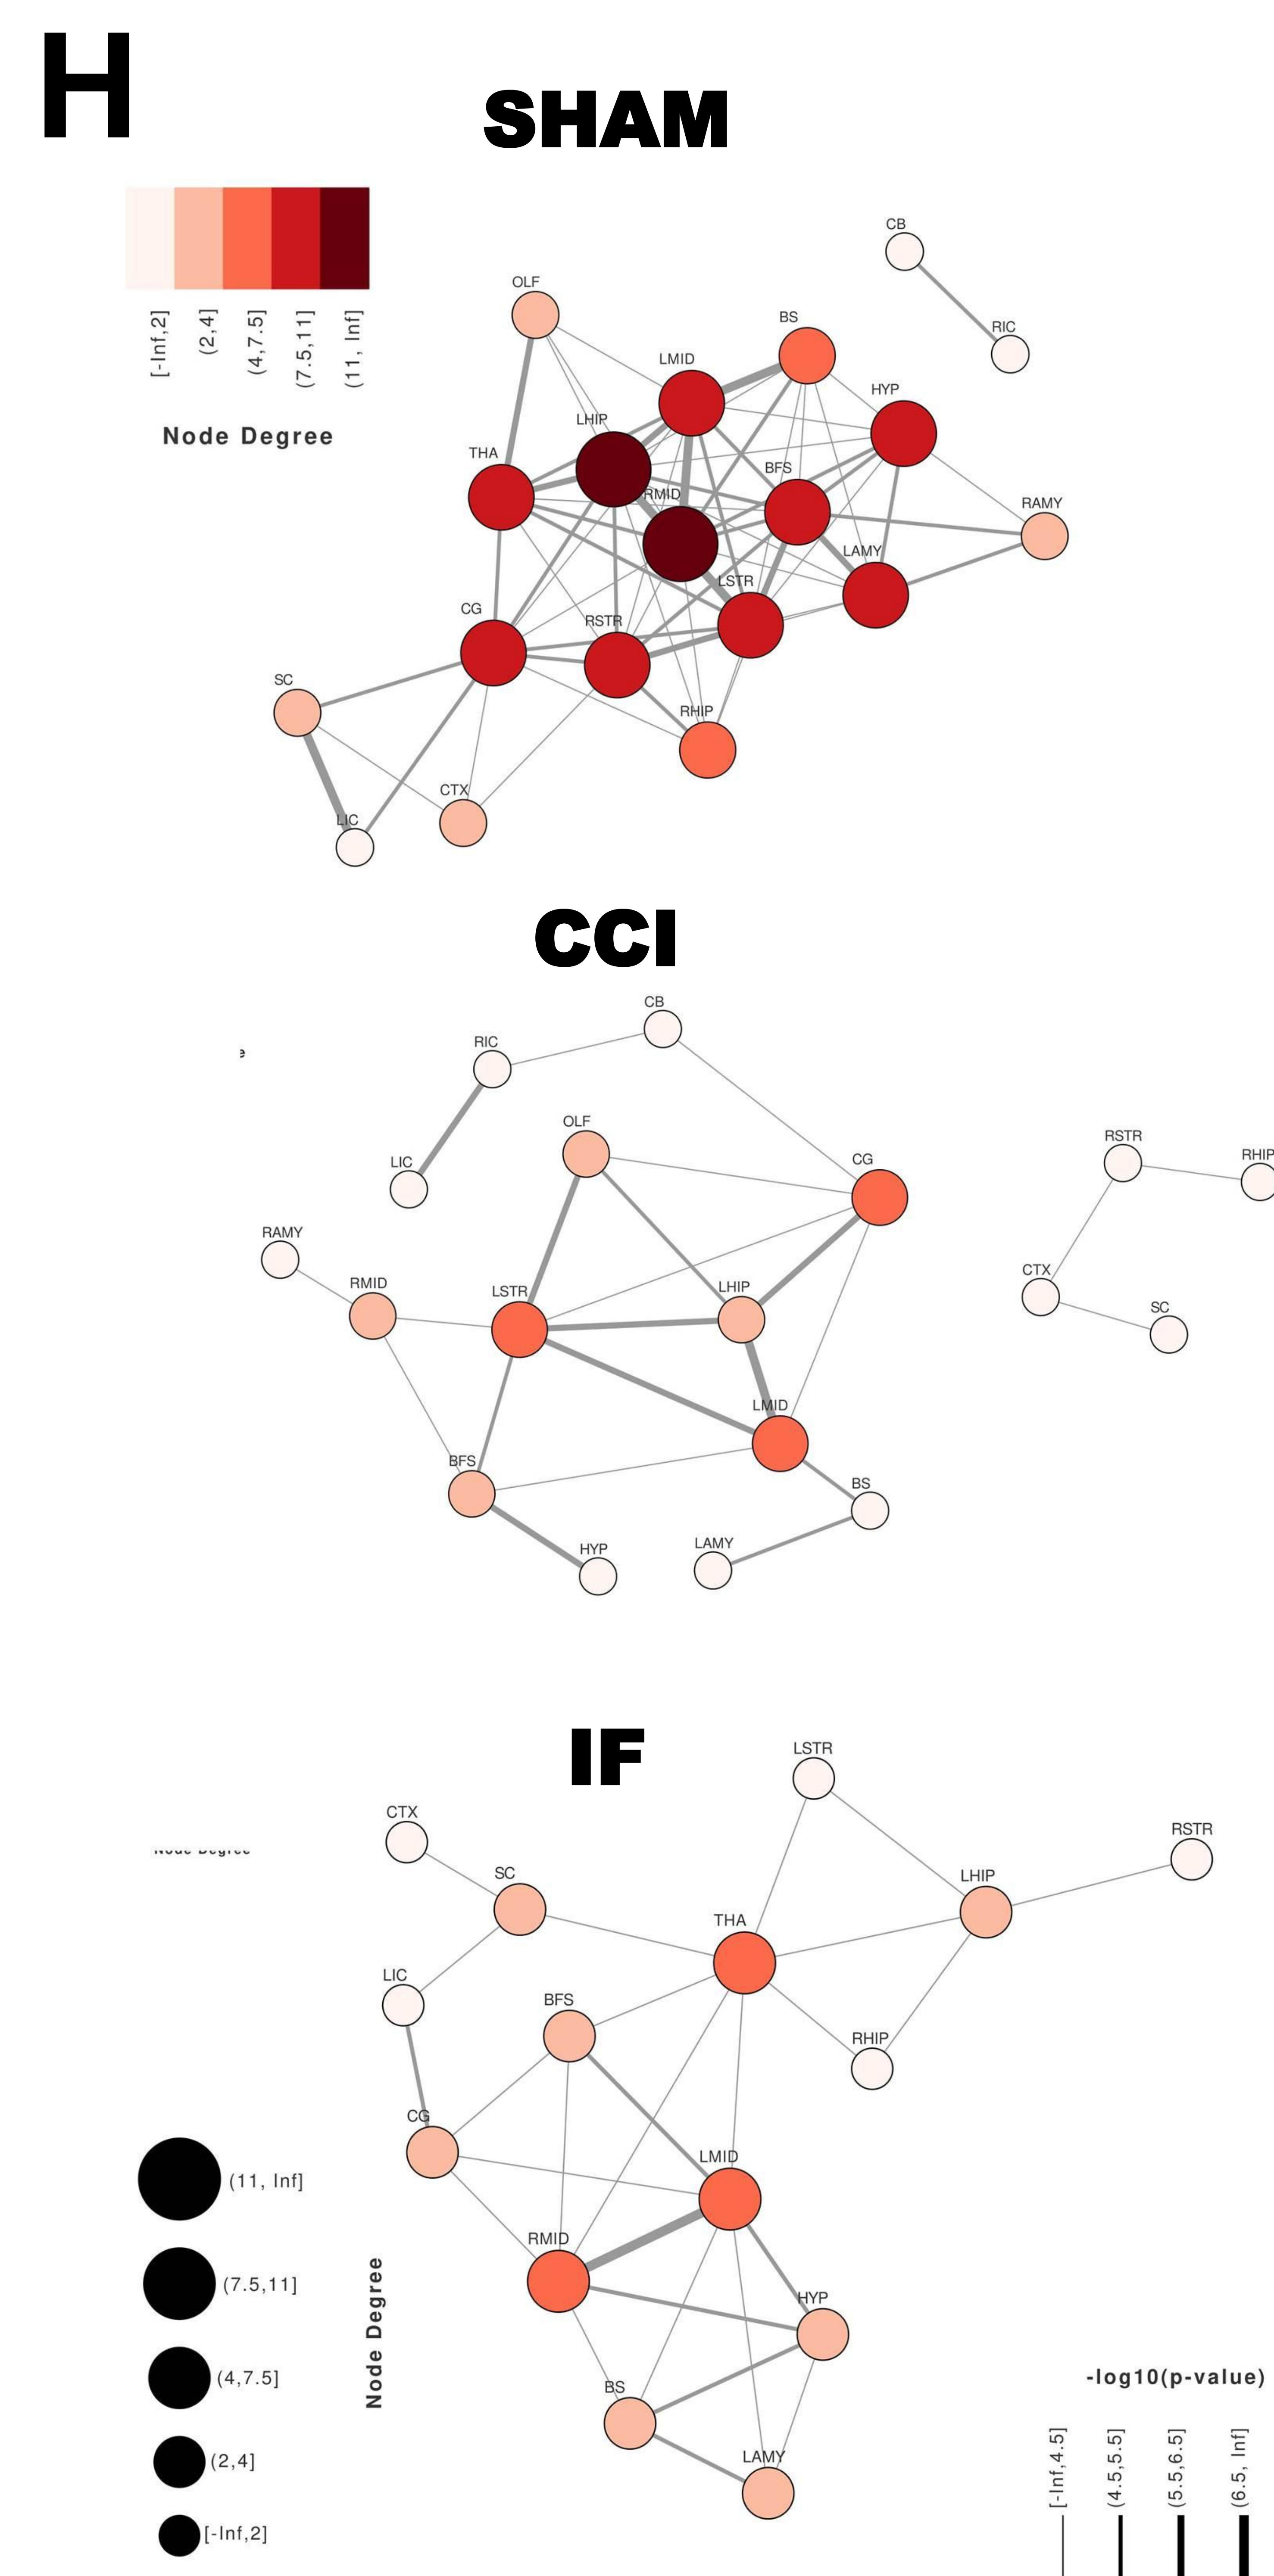 H
SHAM
[-Inf,2]
(2,4]
(4,7.5]
(7.5,11]
(11, Inf]
Node Degree
CB
RIC
OLF
BS
LMID
HYP
LHIP
THA
BFS
RMID
RAMY
LAMY
LSTR
CG
RSTR
SC
RHIP
CTX
LIC
CCI
CB
RIC
e
OLF
RSTR
CG
RHIP
LIC
RAMY
CTX
RMID
LHIP
LSTR
SC
LMID
BFS
BS
LAMY
HYP
IF
LSTR
CTX
RSTR
SC
LHIP
THA
LIC
BFS
RHIP
CG
LMID
RMID
HYP
BS
LAMY
(11, Inf]
(7.5,11]
(4,7.5]
(2,4]
[-Inf,2]
Node Degree
-log10(p-value)
[-Inf,4.5]
(4.5,5.5]
(5.5,6.5]
(6.5, Inf]